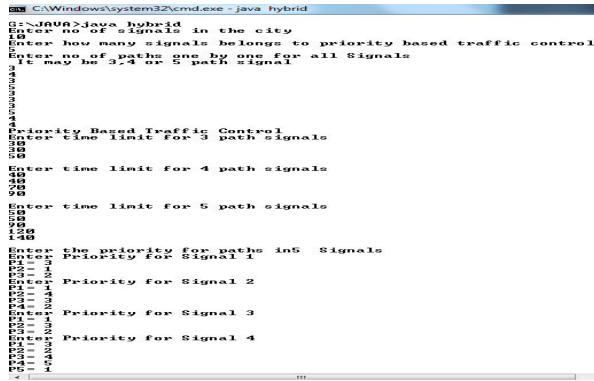 C:\Windows\system32\cmd.exe - java hybrid
G:\JAVA>java hybrid
Enter no of signals in the city
10
Enter how many signals belongs to priority based traffic control
5
Enter no of paths one by one for all Signals
It may be 3,4 or 5 path signal
3
4
3
5
3
3
3
5
4
4
Priority Based Traffic Control
Enter time limit for 3 path signals
30
30
50
Enter time limit for 4 path signals
40
40
70
90
Enter time limit for 5 path signals
50
50
90
120
140
Enter the priority for paths in5 Signals
Enter Priority for Signal 1
P1= 3
P2= 1
P3= 2
Enter Priority for Signal 2
P1= 1
P2= 4
P3= 3
P4= 2
Enter Priority for Signal 3
P1= 1
P2= 3
P3= 2
Enter Priority for Signal 4
P1= 3
P2= 2
P3= 4
P4= 5
P5= 1